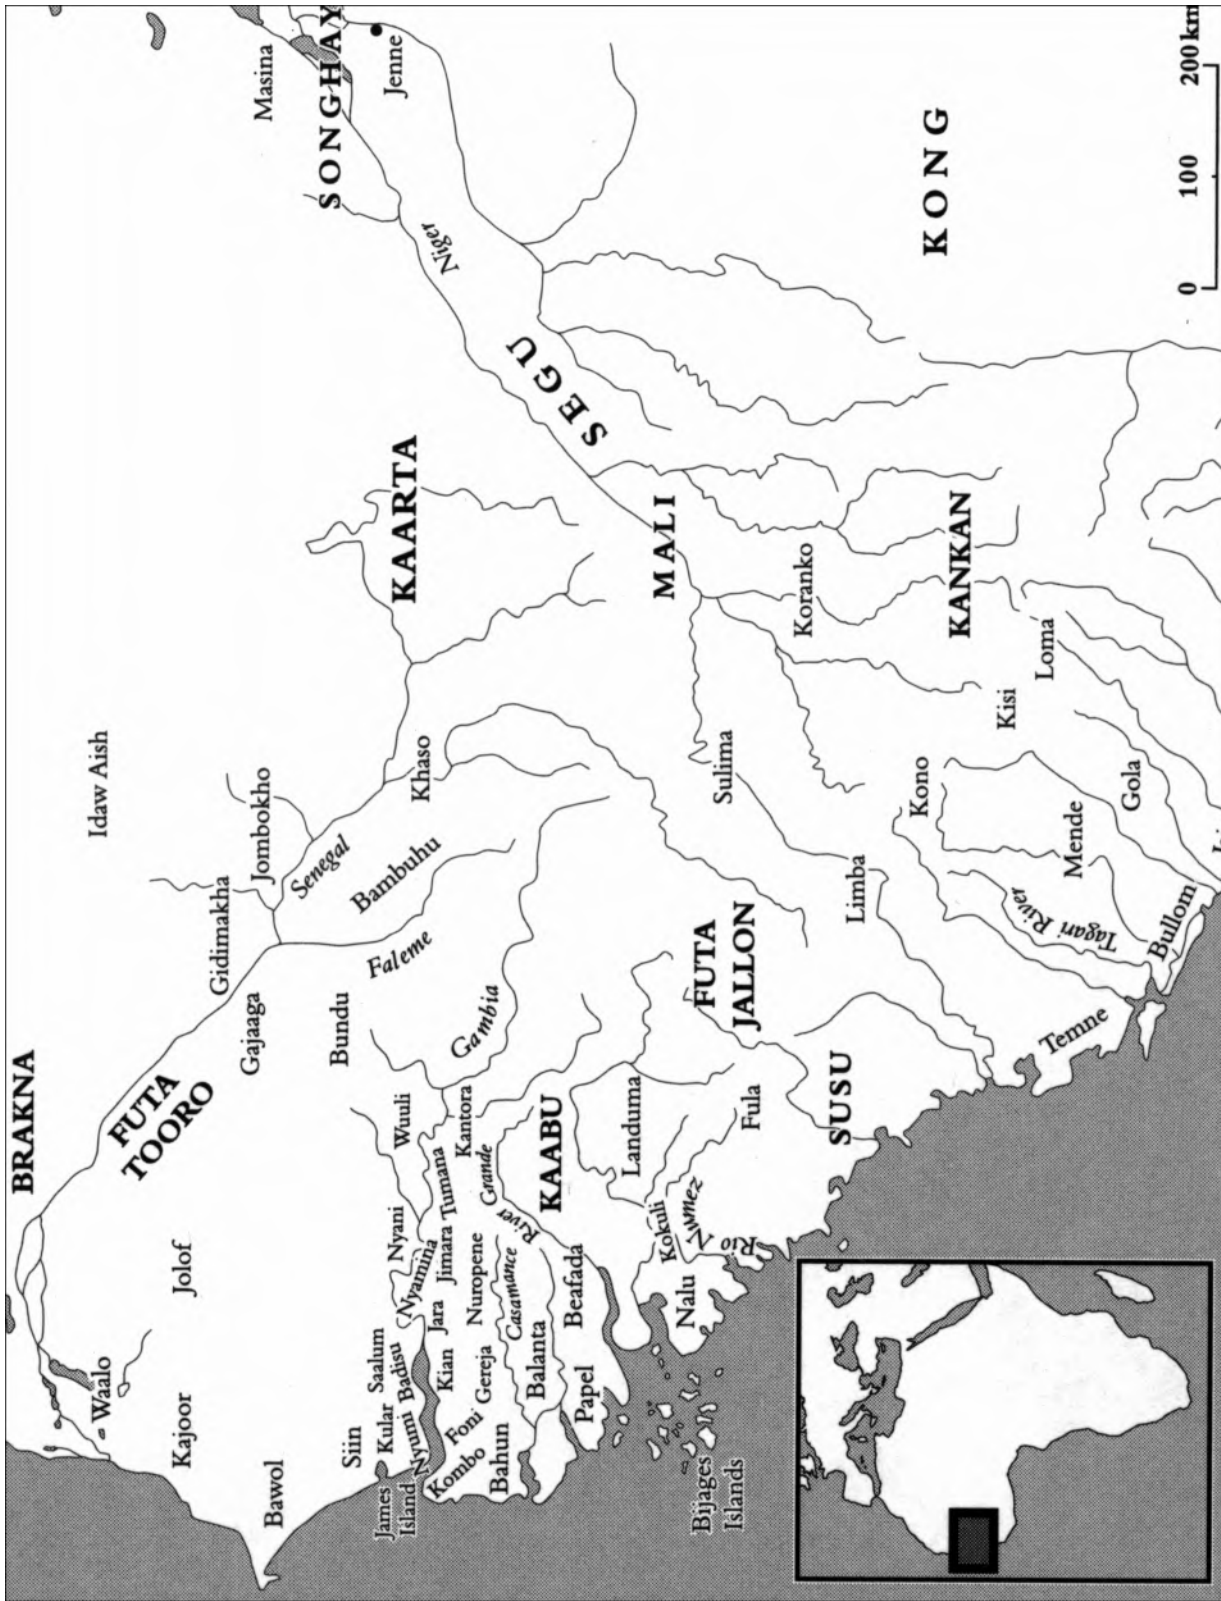 BRAKNA
Idaw Aish
Waalo
FUTA
TOORO
Gidimakha
Masina
Kajoor
Jolof
Gajaaga
Jombokho
SONGHAY
Bawol
Senegal
Jenne
Siin
Bundu
Bambuhu
Saalum
Kular
Badisu
Nyani
Wuuli
Faleme
Khaso
KAARTA
James
Island
Nyumi
Nyamina
Niger
Kombo
Foni
Kian
Jara
Jimara
Tumana
Kantora
Gambia
Gereja
Nuropene
River
Grande
Bahun
Casamance
SEGU
Balanta
KAABU
Papel
Beafada
Landuma
MALI
Kokuli
FUTA
JALLON
Sulima
Bijages
Islands
Nalu
Rio
Numez
Fula
Koranko
SUSU
Limba
Kono
KANKAN
KONG
Temne
Tagari River
Kisi
Loma
Mende
Gola
Bullom
0
100
200km